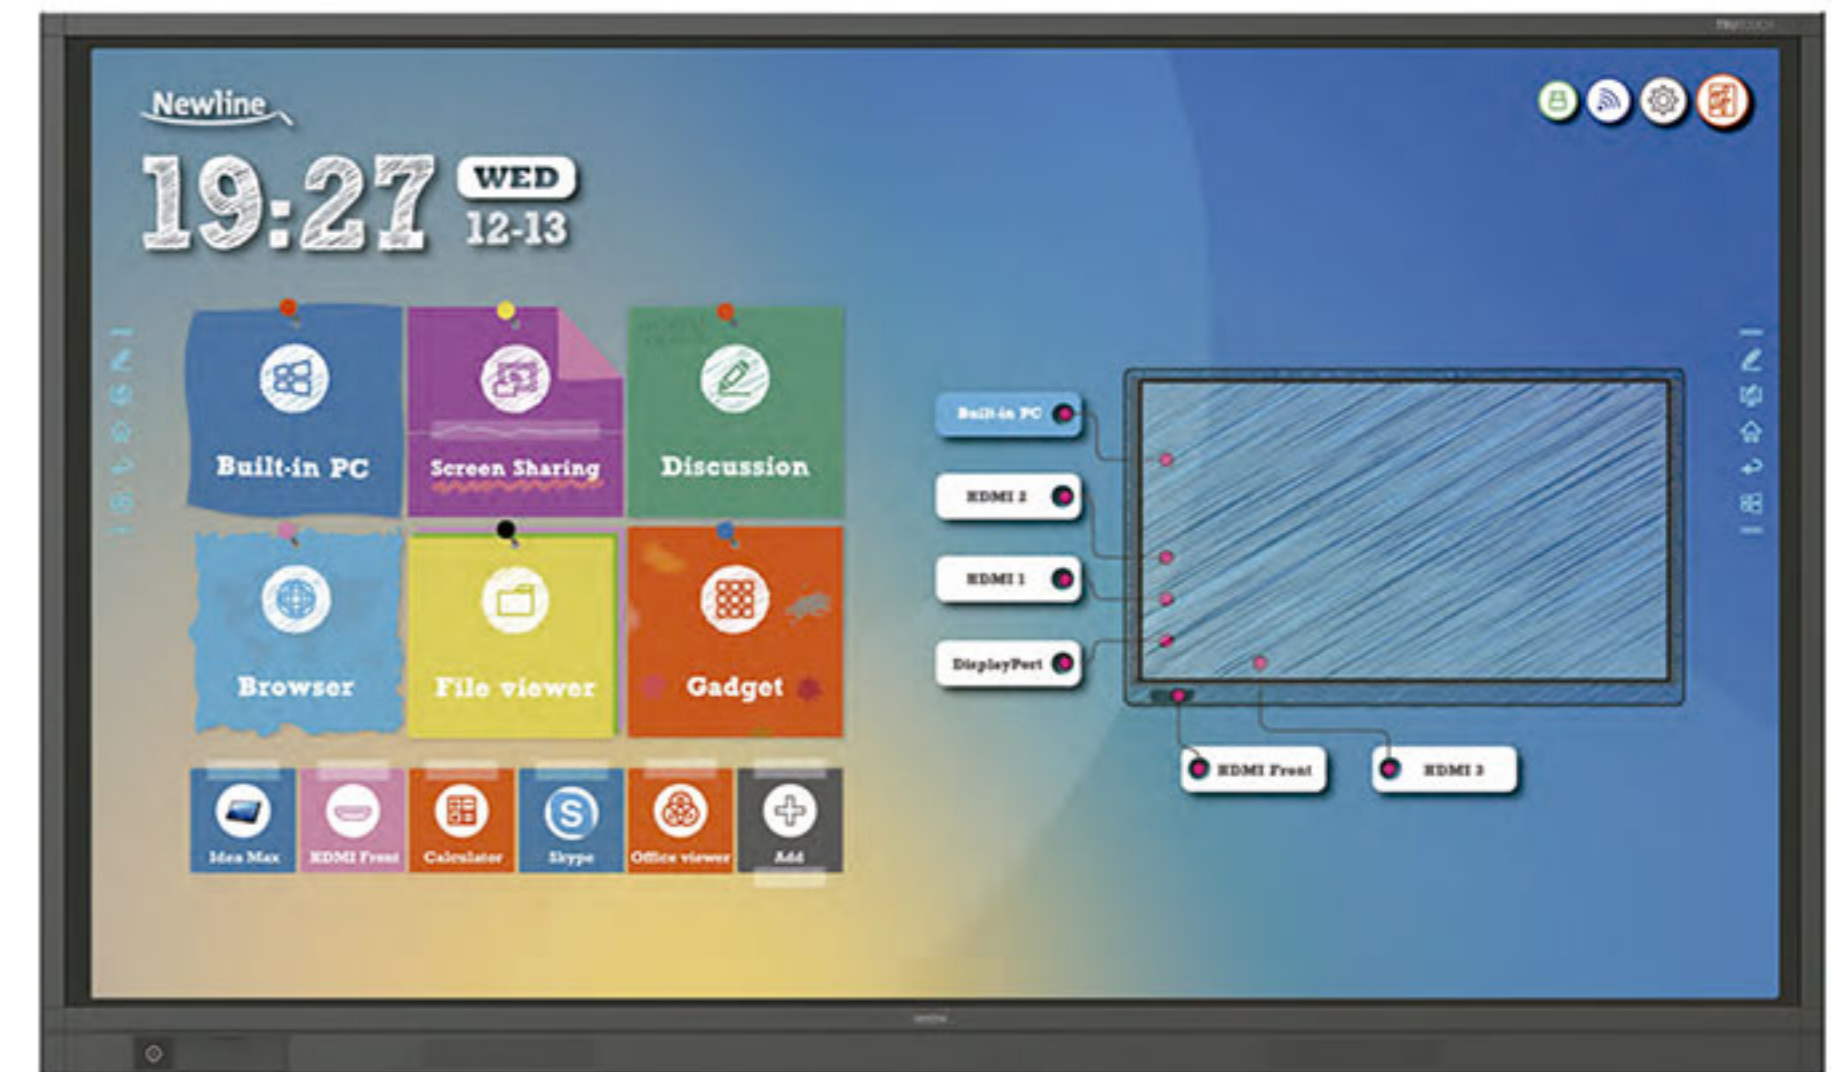 Newline
19:27
WED
12-13
Built-in PC
Screen Sharing
Discussion
Browser
File viewer
Gadget
Idea Max
HDMI Front
Calculator
Skype
Office viewer
Add
Built-in PC
HDMI 2
HDMI 1
DisplayPort
HDMI Front
HDMI 3